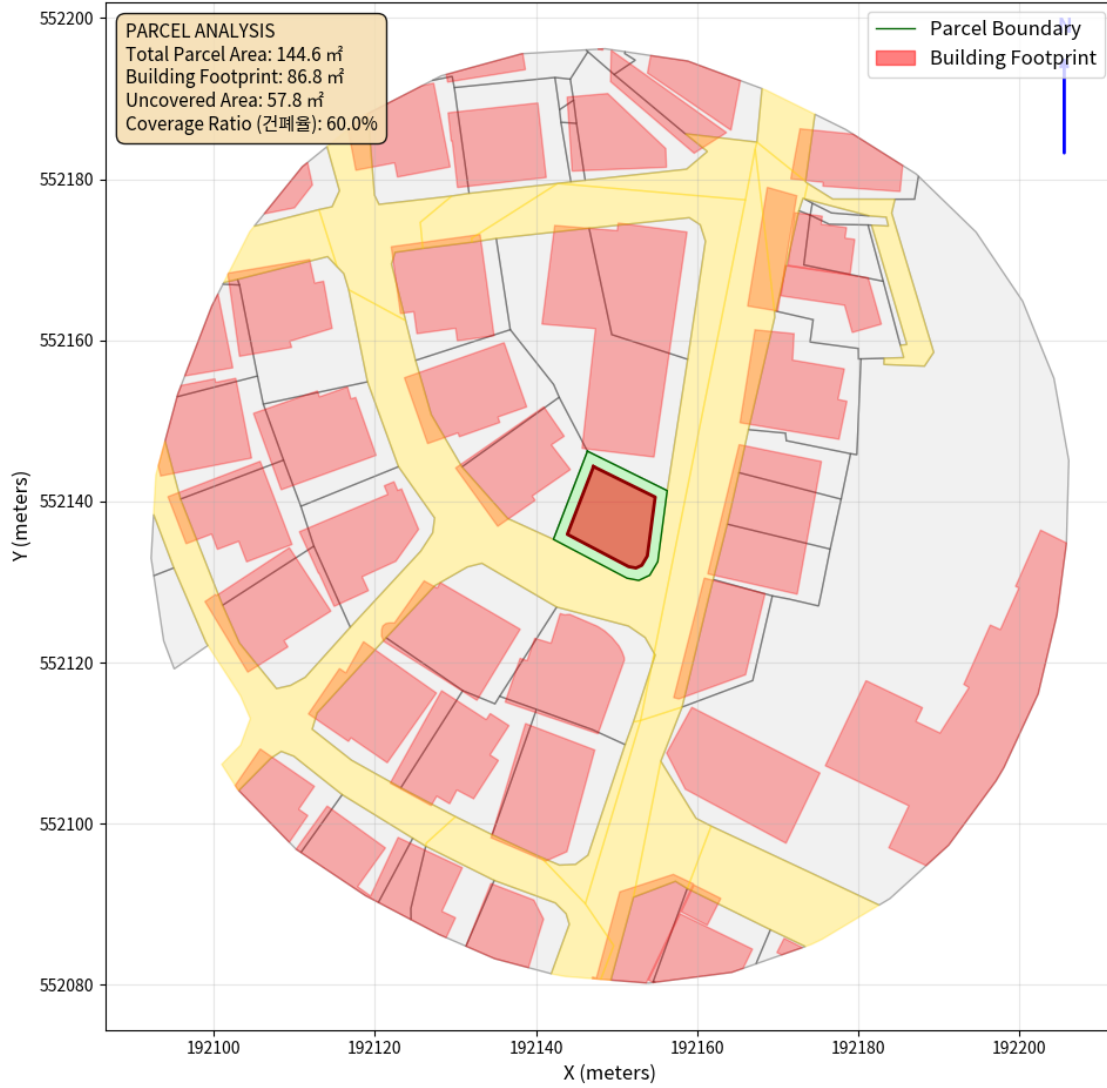 PARCEL ANALYSIS
Total Parcel Area: 144.6 ㎡
Building Footprint: 86.8 ㎡
Uncovered Area: 57.8 ㎡
Coverage Ratio (건폐율): 60.0%
Parcel Boundary
Building Footprint
N
552200
552180
552160
552140
552120
552100
552080
Y (meters)
192100 192120 192140 192160 192180 192200
X (meters)